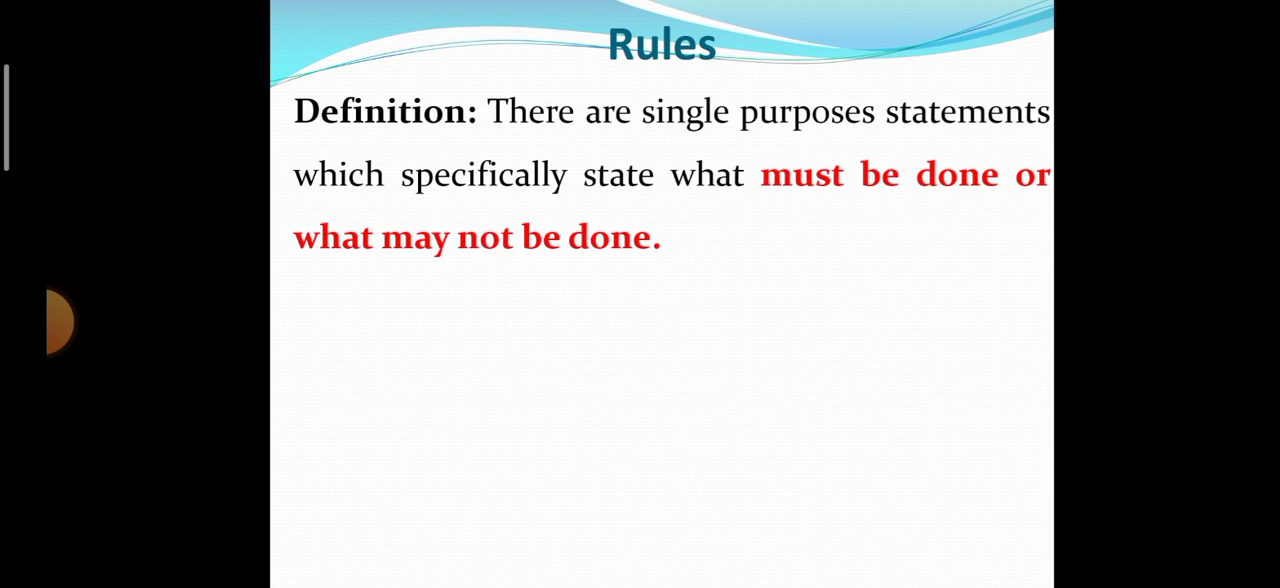 Rules
Definition: There are single purposes statements
which specifically state what must be done or
what may not be done.